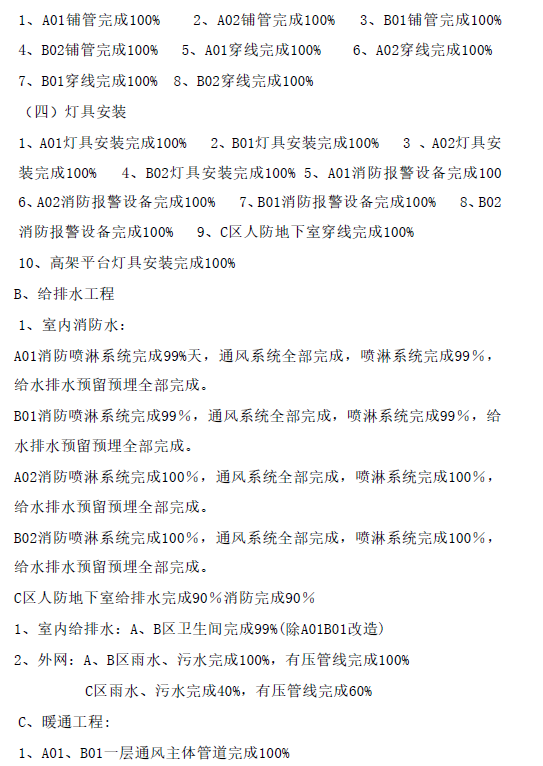 1、A01铺管完成100% 2、A02铺管完成100% 3、B01铺管完成100%
4、B02铺管完成100% 5、A01穿线完成100% 6、A02穿线完成100%
7、B01穿线完成100% 8、B02穿线完成100%
（四）灯具安装
1、A01灯具安装完成100% 2、B01灯具安装完成100% 3 、A02灯具安
装完成100% 4、B02灯具安装完成100% 5、A01消防报警设备完成100
6、A02消防报警设备完成100% 7、B01消防报警设备完成100% 8、B02
消防报警设备完成100% 9、C区人防地下室穿线完成100%
10、高架平台灯具安装完成100%
B、给排水工程
1、室内消防水：
A01消防喷淋系统完成99%天，通风系统全部完成，喷淋系统完成99％，
给水排水预留预埋全部完成。
B01消防喷淋系统完成99％，通风系统全部完成，喷淋系统完成99％，给
水排水预留预埋全部完成。
A02消防喷淋系统完成100％，通风系统全部完成，喷淋系统完成100％，
给水排水预留预埋全部完成。
B02消防喷淋系统完成100％，通风系统全部完成，喷淋系统完成100％，
给水排水预留预埋全部完成。
C区人防地下室给排水完成90％消防完成90％
1、室内给排水：A、B区卫生间完成99%(除A01B01改造)
2、外网：A、B区雨水、污水完成100%，有压管线完成100%
C区雨水、污水完成40%，有压管线完成60%
C、暖通工程:
1、A01、B01一层通风主体管道完成100%